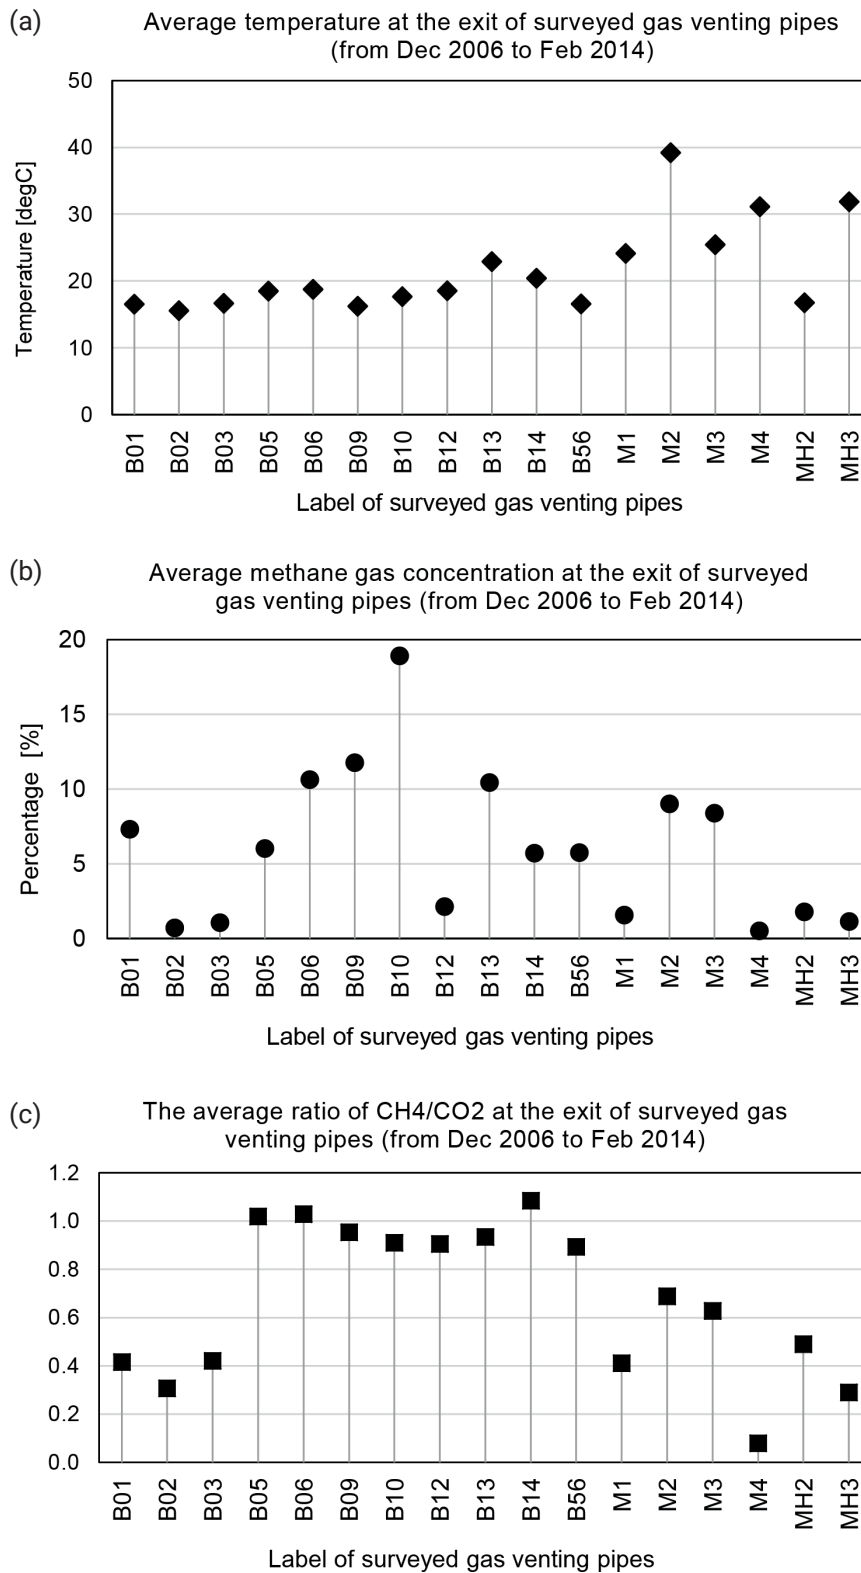 (a)
Average temperature at the exit of surveyed gas venting pipes
(from Dec 2006 to Feb 2014)
50
40
30
20
10
0
Temperature [degC]
B01 B02 B03 B05 B06 B09 B10 B12 B13 B14 B56 M1 M2 M3 M4 MH2 MH3
Label of surveyed gas venting pipes
(b)
Average methane gas concentration at the exit of surveyed
gas venting pipes (from Dec 2006 to Feb 2014)
20
15
10
5
0
Percentage [%]
B01 B02 B03 B05 B06 B09 B10 B12 B13 B14 B56 M1 M2 M3 M4 MH2 MH3
Label of surveyed gas venting pipes
(c)
The average ratio of CH4/CO2 at the exit of surveyed gas
venting pipes (from Dec 2006 to Feb 2014)
1.2
1.0
0.8
0.6
0.4
0.2
0.0
B01 B02 B03 B05 B06 B09 B10 B12 B13 B14 B56 M1 M2 M3 M4 MH2 MH3
Label of surveyed gas venting pipes